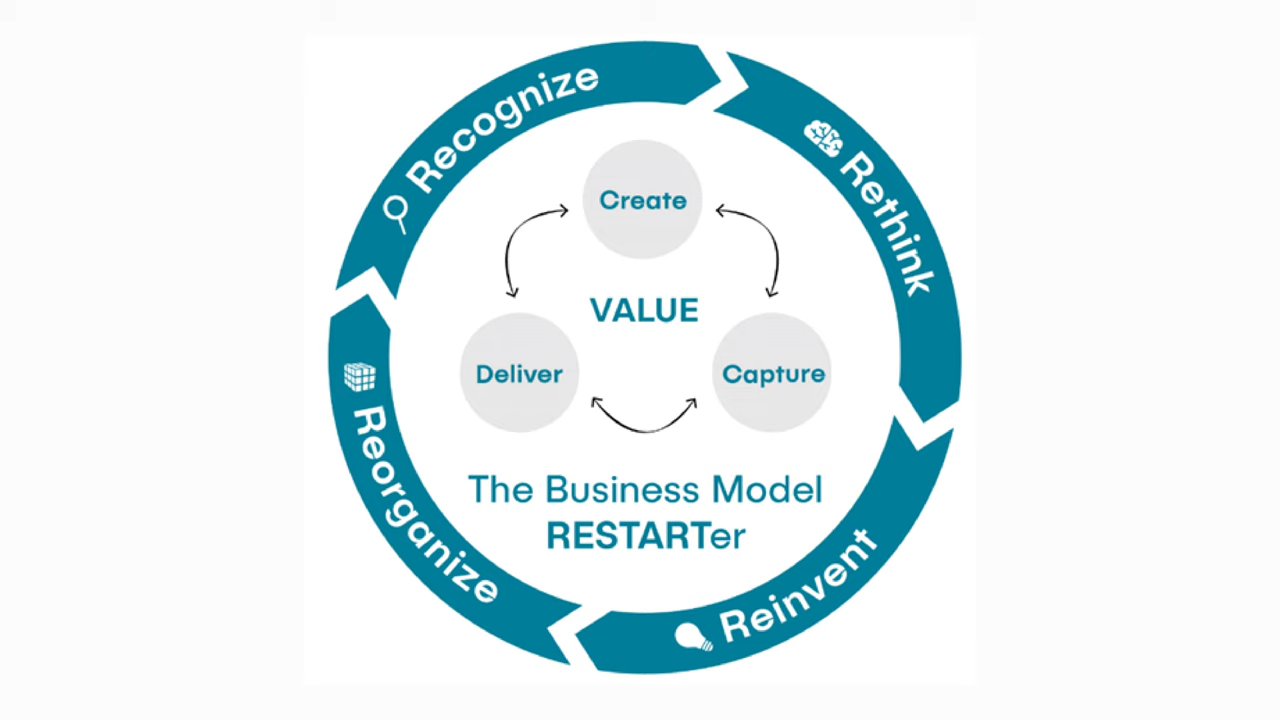 Recognize
Rethink
Create
VALUE
Deliver
Capture
The Business Model
RESTARTer
Reorganize
Reinvent